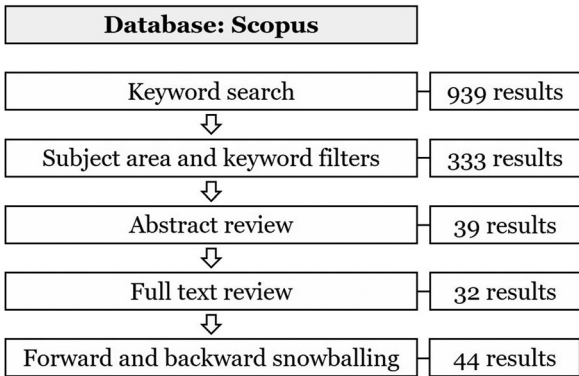 Database: Scopus
Keyword search
939 results
Subject area and keyword filters
333 results
Abstract review
39 results
Full text review
32 results
Forward and backward snowballing
44 results